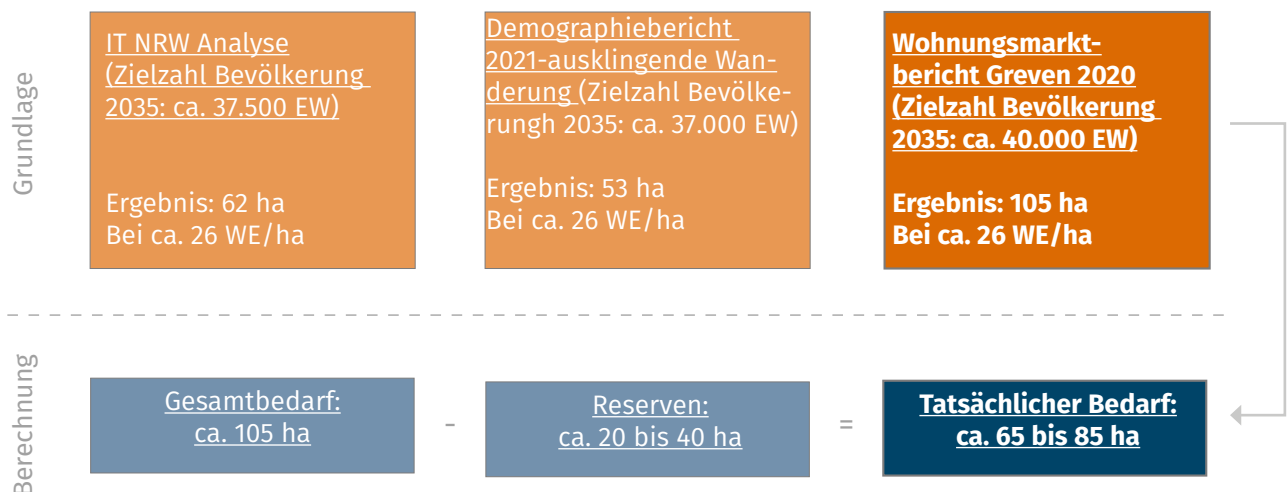 Grundlage
IT NRW Analyse
(Zielzahl Bevölkerung
2035: ca. 37.500 EW)
Ergebnis: 62 ha
Bei ca. 26 WE/ha
Demographiebericht
2021-ausklingende Wan-
derung (Zielzahl Bevölke-
rungh 2035: ca. 37.000 EW)
Ergebnis: 53 ha
Bei ca. 26 WE/ha
Wohnungsmarkt-
bericht Greven 2020
(Zielzahl Bevölkerung
2035: ca. 40.000 EW)
Ergebnis: 105 ha
Bei ca. 26 WE/ha
Berechnung
Gesamtbedarf:
ca. 105 ha
-
Reserven:
ca. 20 bis 40 ha
=
Tatsächlicher Bedarf:
ca. 65 bis 85 ha